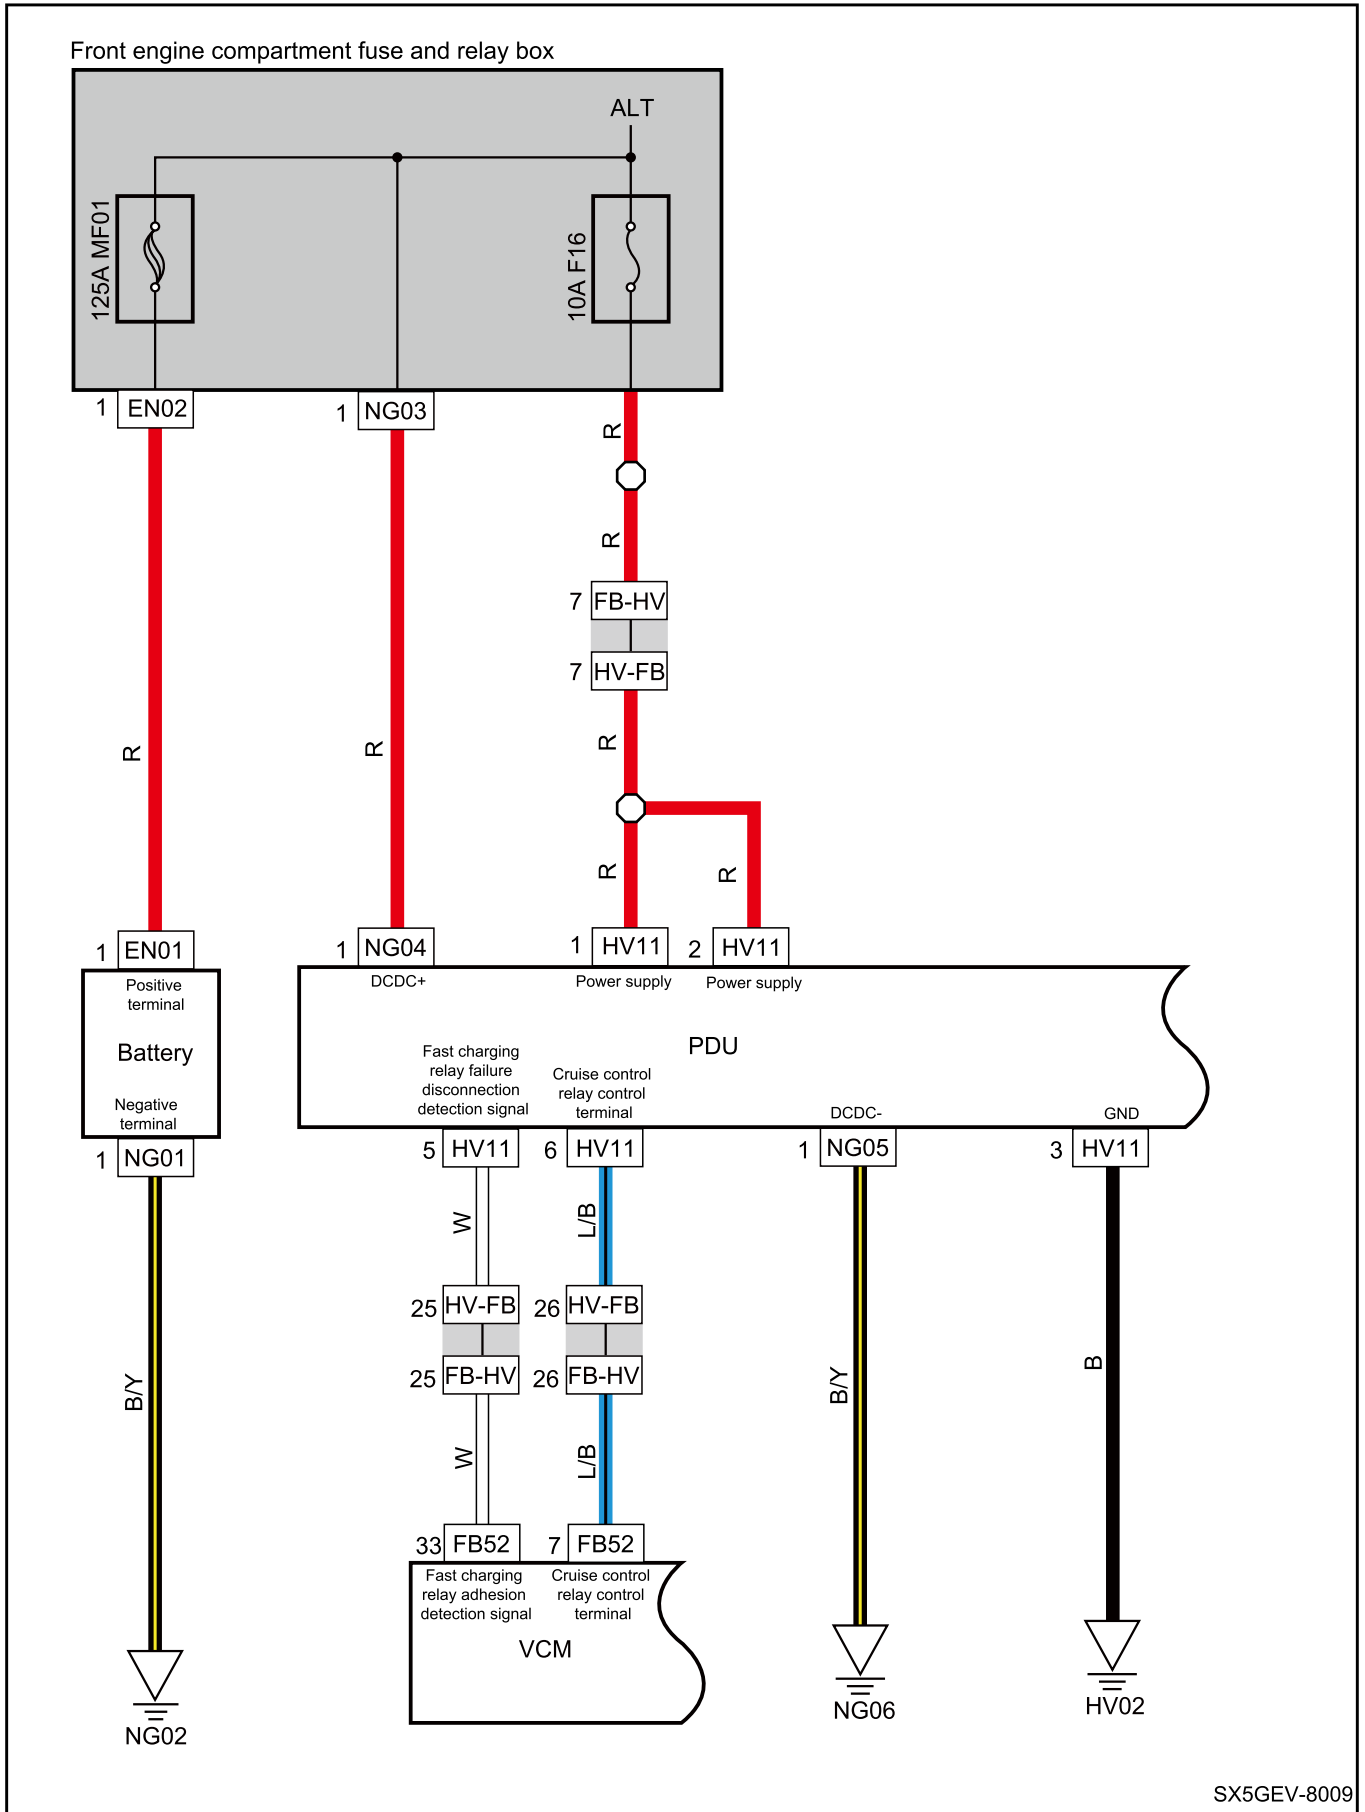 Front engine compartment fuse and relay box
ALT
125A MF01
10A F16
1 EN02
1 NG03
R
R
7 FB-HV
7 HV-FB
R
R
R
R
R
1 EN01
1 NG04
1 HV11
2 HV11
Positive
terminal
Battery
Negative
terminal
DCDC+
Power supply
Power supply
PDU
Fast charging
relay failure
disconnection
detection signal
Cruise control
relay control
terminal
DCDC-
GND
1 NG01
5 HV11
6 HV11
1 NG05
3 HV11
W
L/B
25 HV-FB
26 HV-FB
25 FB-HV
26 FB-HV
B/Y
B/Y
B
W
L/B
33 FB52
7 FB52
Fast charging
relay adhesion
detection signal
Cruise control
relay control
terminal
VCM
NG02
NG06
HV02
SX5GEV-8009